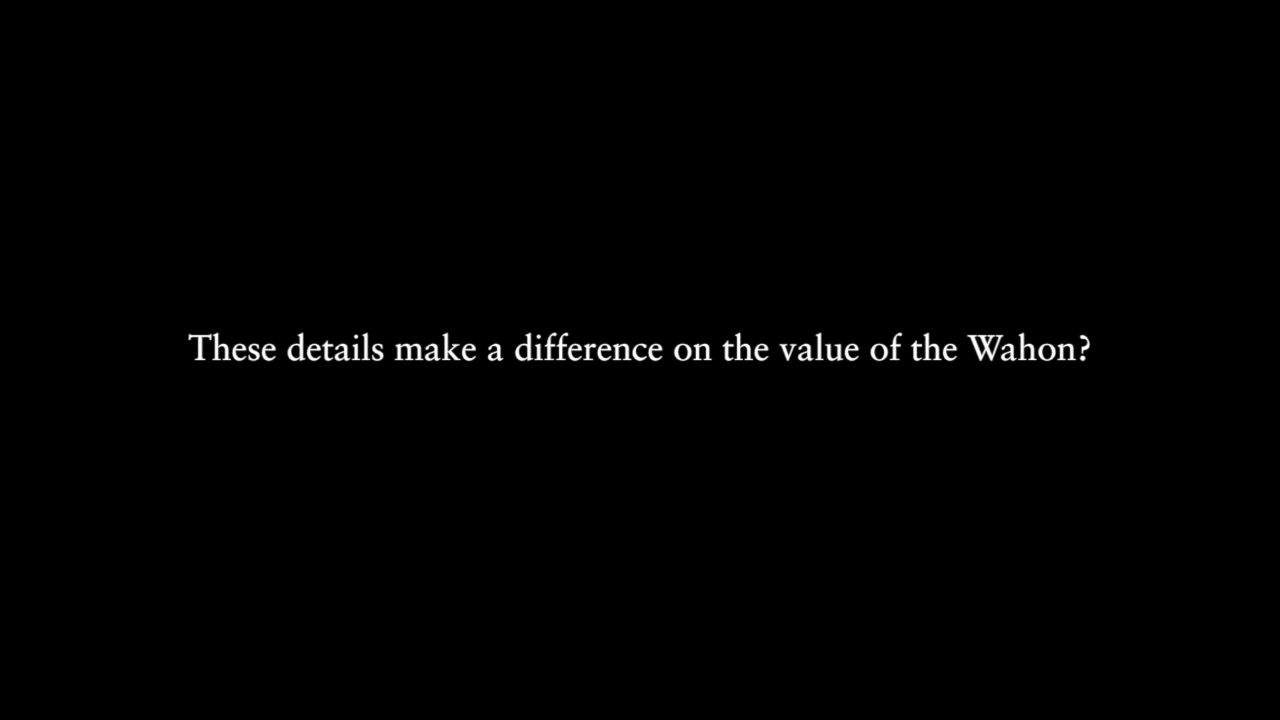 These details make a difference on the value of the Wahon?